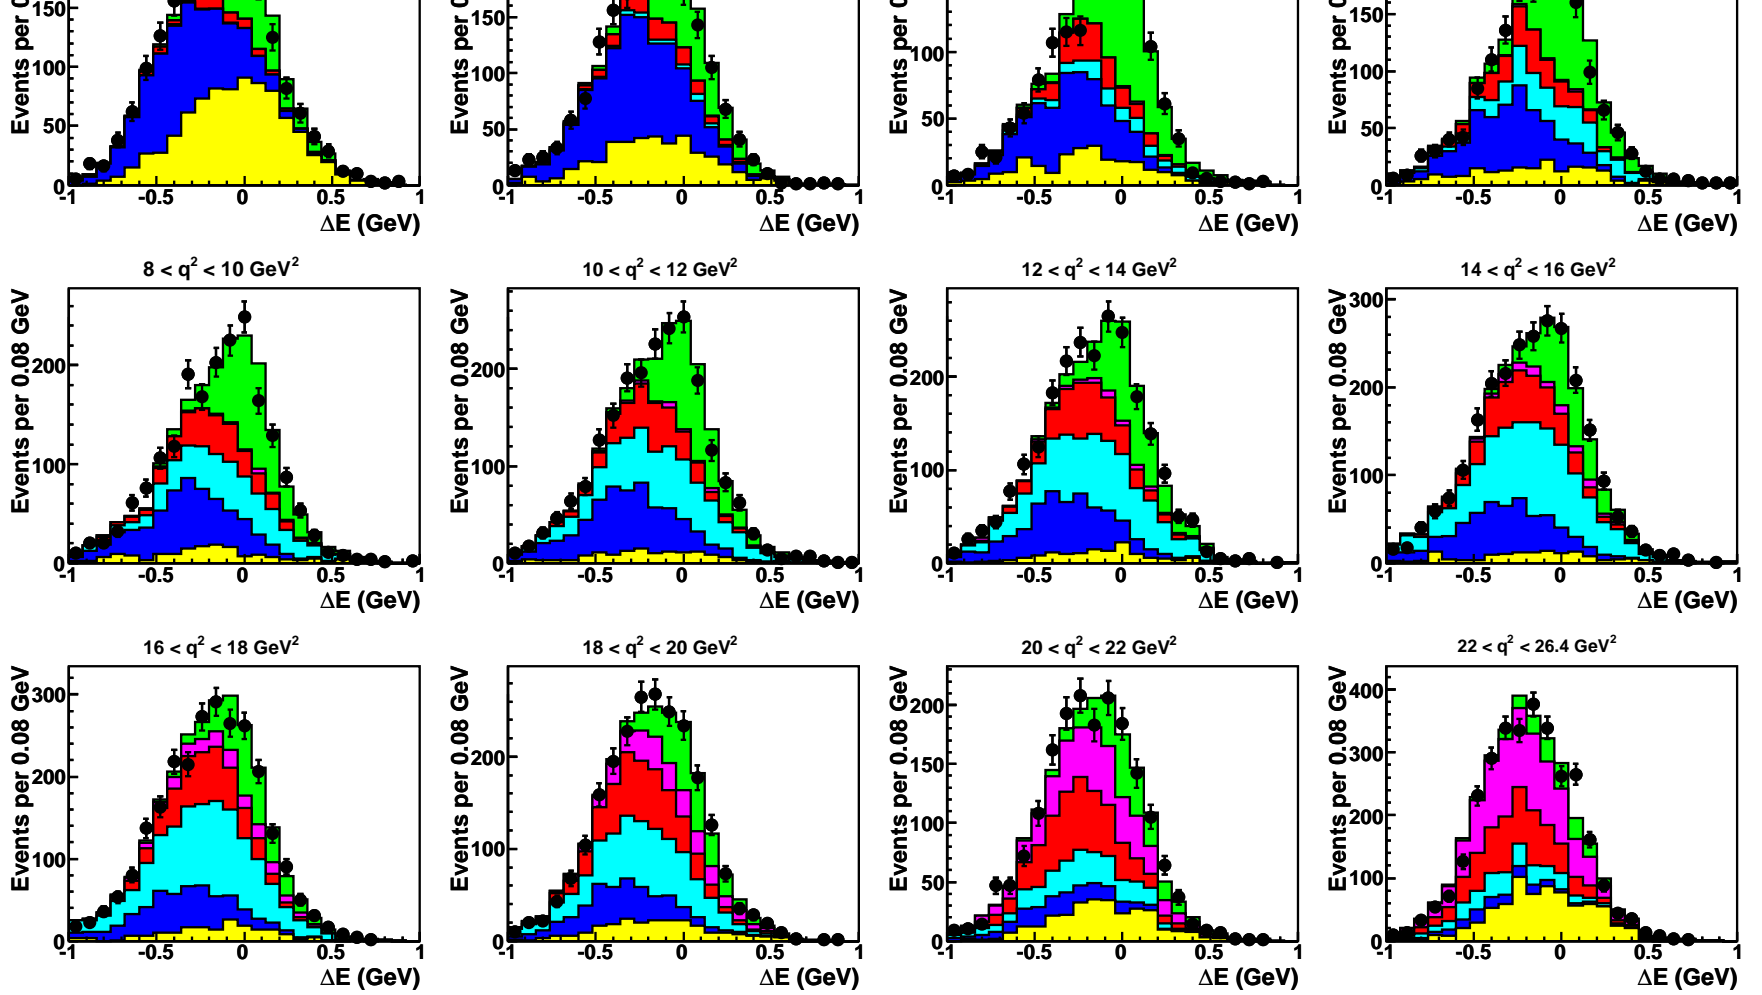 Events per 0
150
100
50
0
-1 -0.5 0 0.5 1
ΔE (GeV)
Events per 0
150
100
50
0
-1 -0.5 0 0.5 1
ΔE (GeV)
Events per 0
100
50
0
-1 -0.5 0 0.5 1
ΔE (GeV)
Events per 0
150
100
50
0
-1 -0.5 0 0.5 1
ΔE (GeV)
8 < q² < 10 GeV²
Events per 0.08 GeV
200
100
0
-1 -0.5 0 0.5 1
ΔE (GeV)
10 < q² < 12 GeV²
Events per 0.08 GeV
200
100
0
-1 -0.5 0 0.5 1
ΔE (GeV)
12 < q² < 14 GeV²
Events per 0.08 GeV
200
100
0
-1 -0.5 0 0.5 1
ΔE (GeV)
14 < q² < 16 GeV²
Events per 0.08 GeV
300
200
100
0
-1 -0.5 0 0.5 1
ΔE (GeV)
16 < q² < 18 GeV²
Events per 0.08 GeV
300
200
100
0
-1 -0.5 0 0.5 1
ΔE (GeV)
18 < q² < 20 GeV²
Events per 0.08 GeV
200
100
0
-1 -0.5 0 0.5 1
ΔE (GeV)
20 < q² < 22 GeV²
Events per 0.08 GeV
200
150
100
50
0
-1 -0.5 0 0.5 1
ΔE (GeV)
22 < q² < 26.4 GeV²
Events per 0.08 GeV
400
300
200
100
0
-1 -0.5 0 0.5 1
ΔE (GeV)